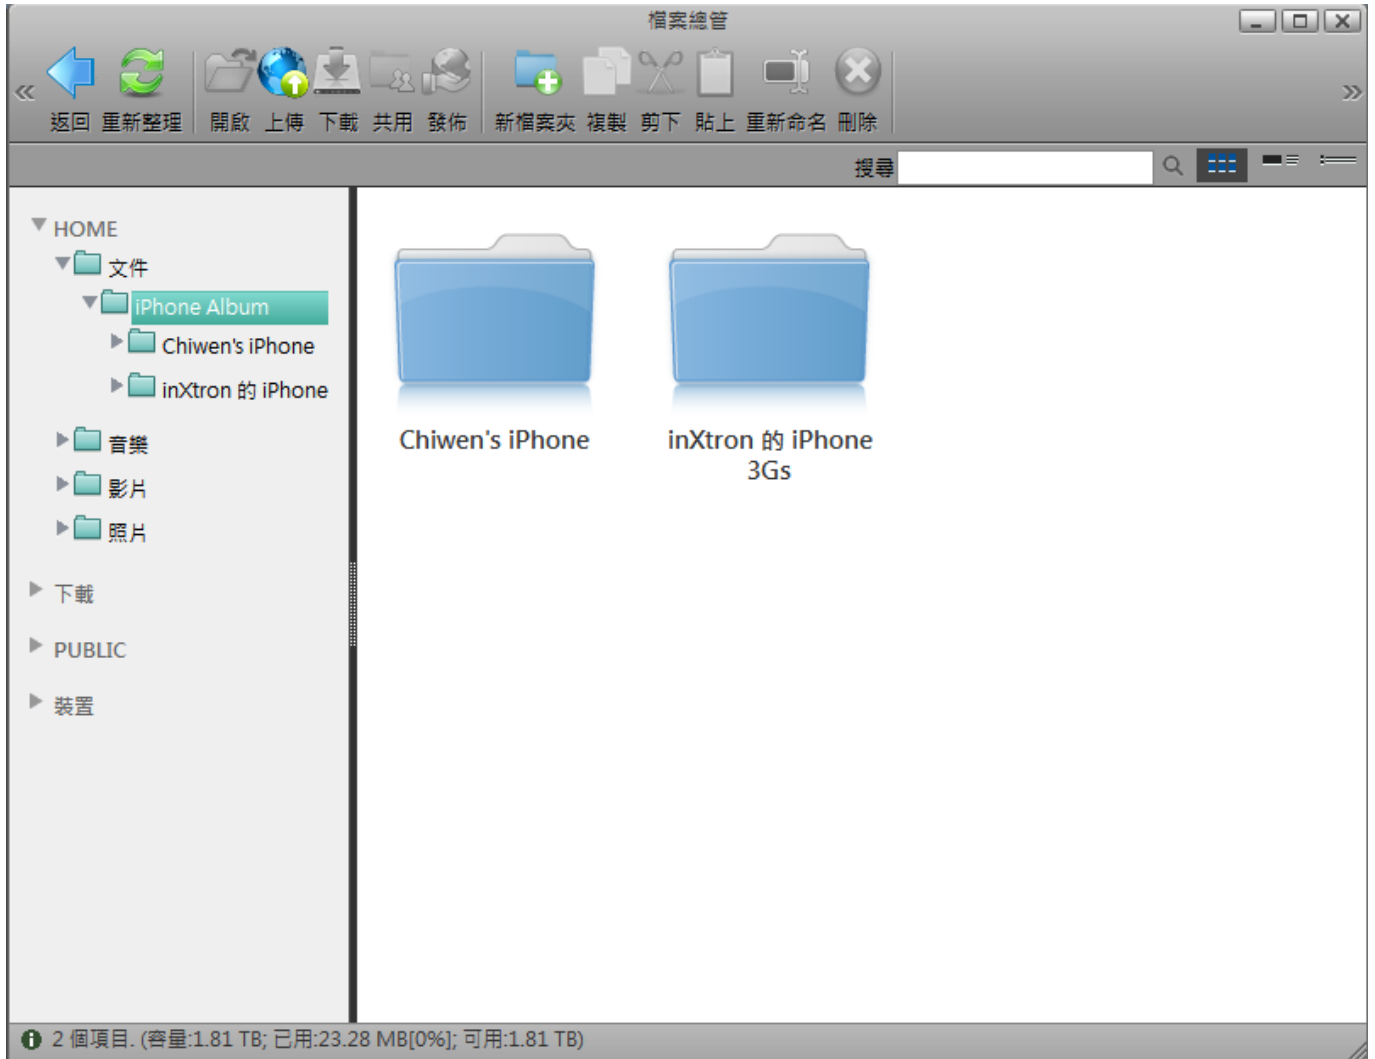 檔案總管
返回 重新整理 開啟 上傳 下載 共用 發佈 新檔案夾 複製 剪下 貼上 重新命名 刪除
搜尋
HOME
文件
iPhone Album
Chiwen's iPhone
inXtron 的 iPhone
音樂
影片
照片
下載
PUBLIC
裝置
Chiwen's iPhone
inXtron 的 iPhone
3Gs
2 個項目. (容量:1.81 TB; 已用:23.28 MB[0%]; 可用:1.81 TB)